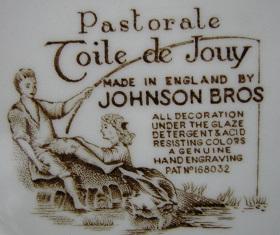 Pastorale
Toile de Jouy
MADE IN ENGLAND BY
JOHNSON BROS
ALL DECORATION
UNDER THE GLAZE
DETERGENT & ACID
RESISTING COLORS
A GENUINE
HAND ENGRAVING
PAT Nº 168032